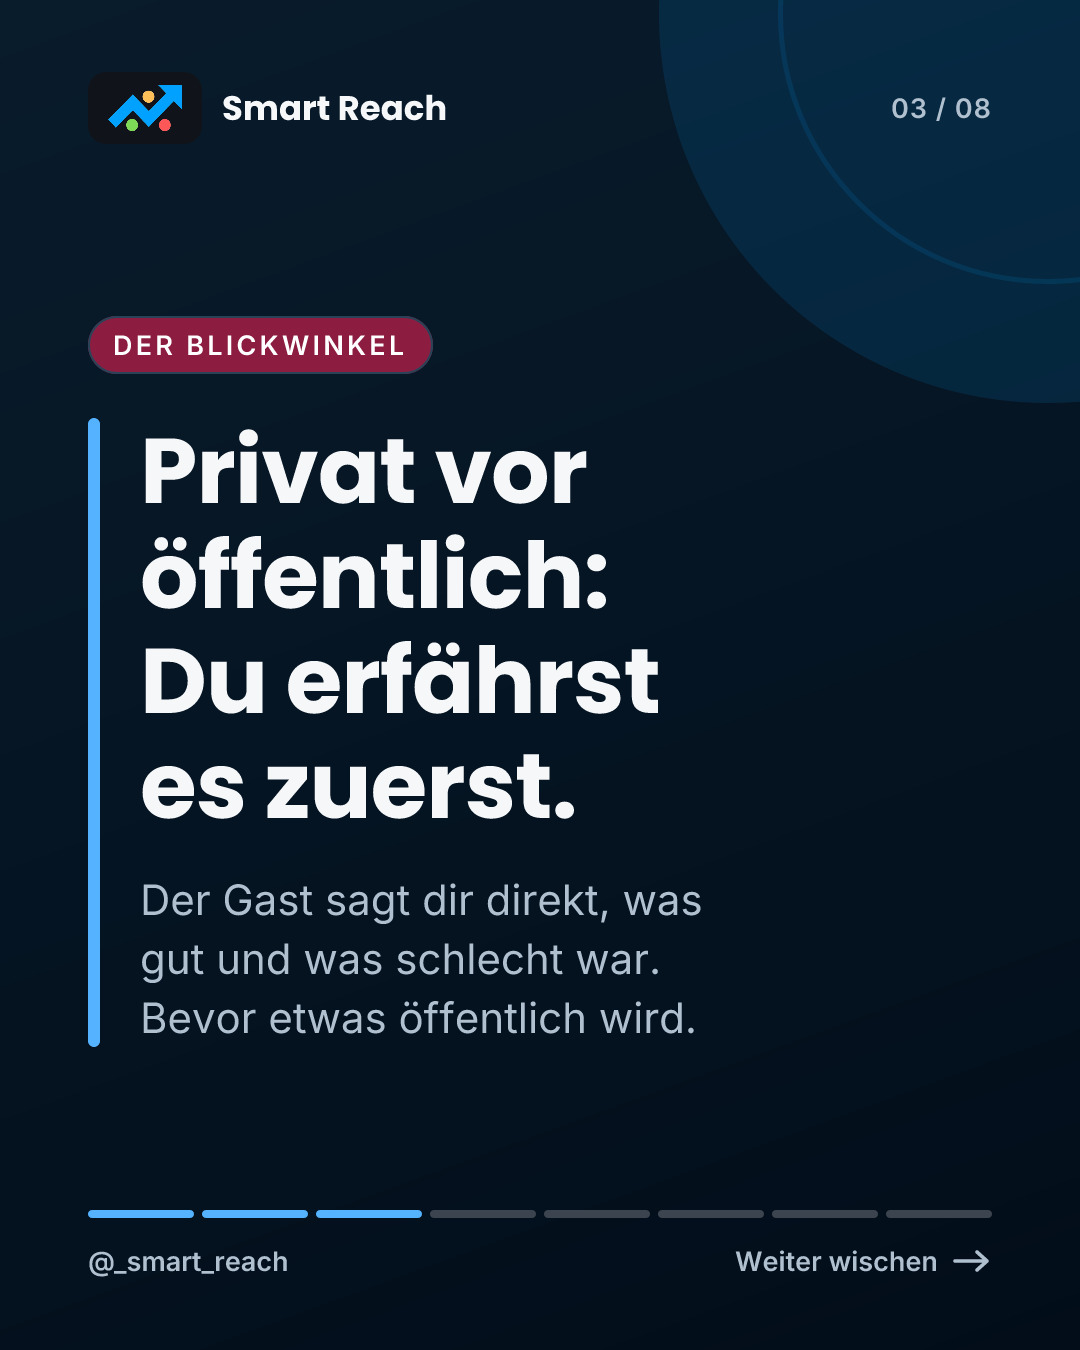 Smart Reach
03 / 08
DER BLICKWINKEL
Privat vor
öffentlich:
Du erfährst
es zuerst.
Der Gast sagt dir direkt, was
gut und was schlecht war.
Bevor etwas öffentlich wird.
@_smart_reach
Weiter wischen →